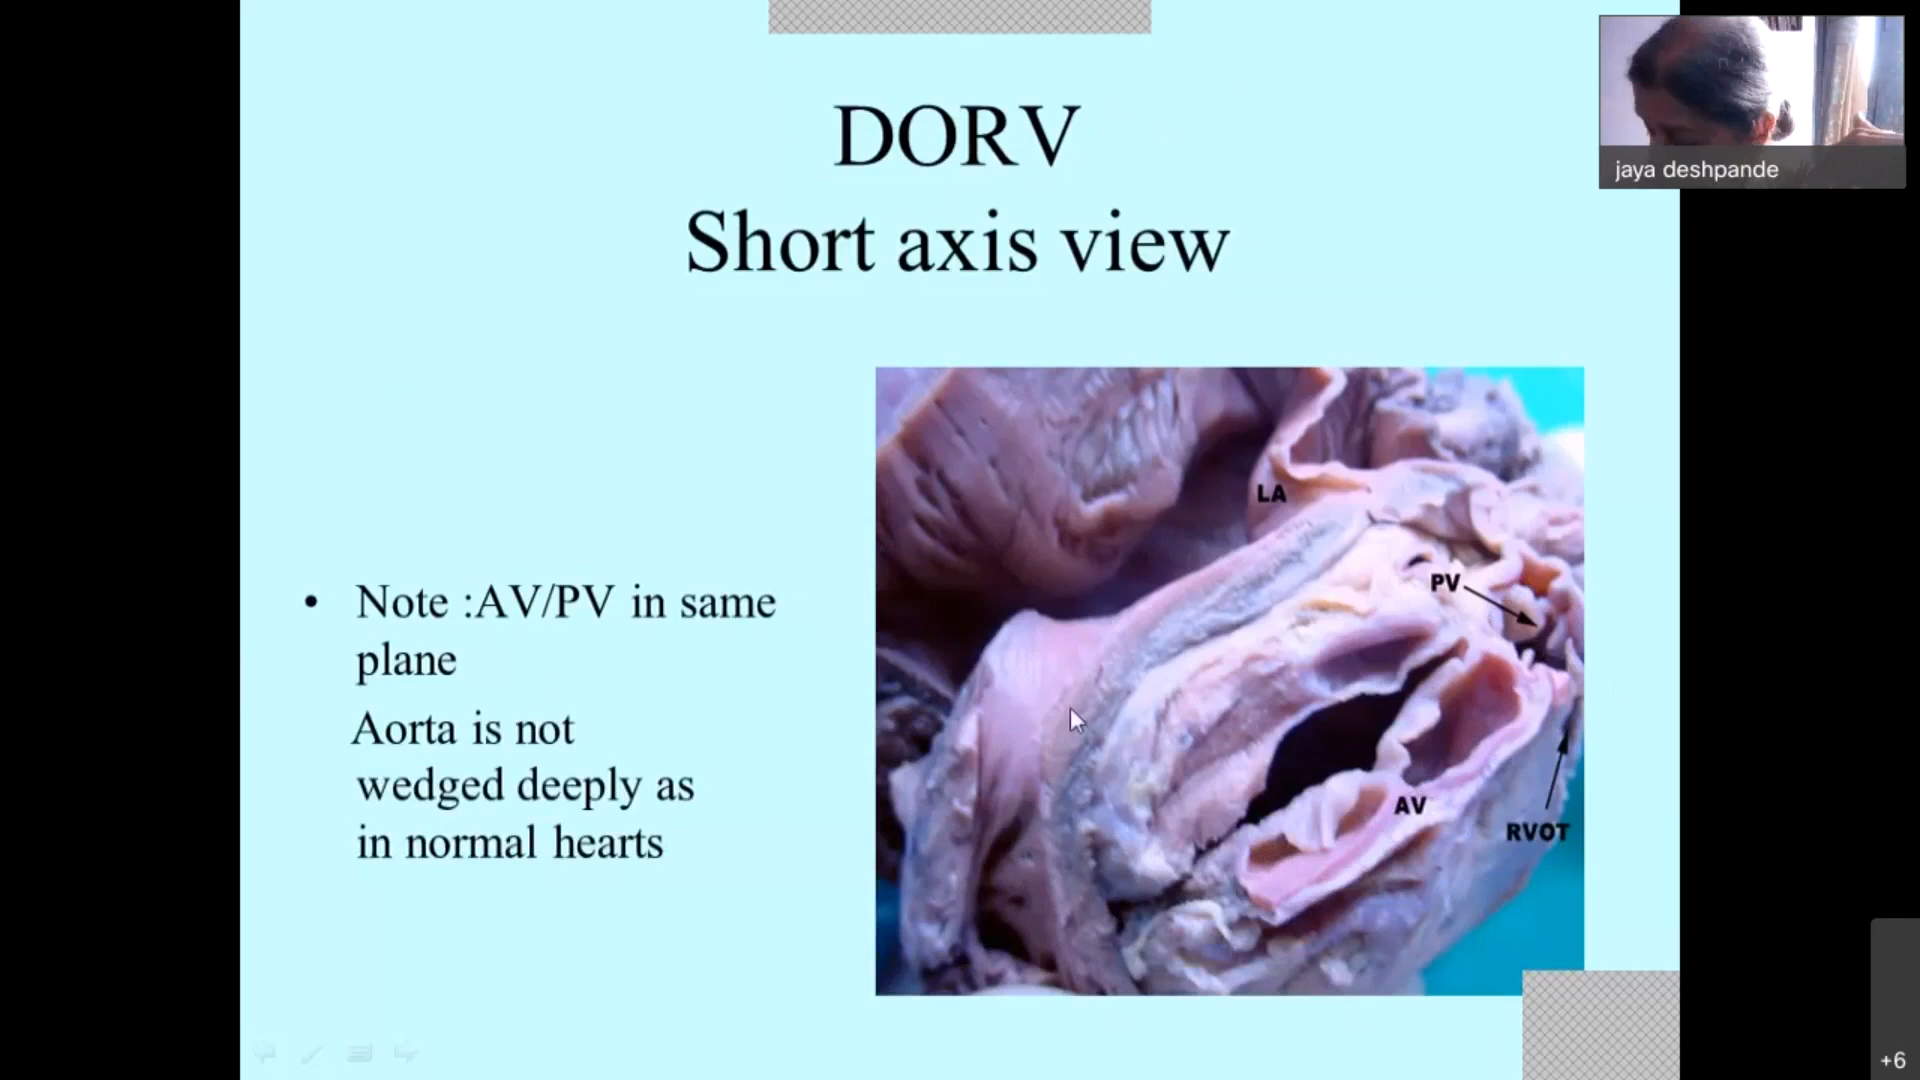 DORV
Short axis view
jaya deshpande
• Note :AV/PV in same
plane
Aorta is not
wedged deeply as
in normal hearts
LA
PV
AV
RVOT
+6